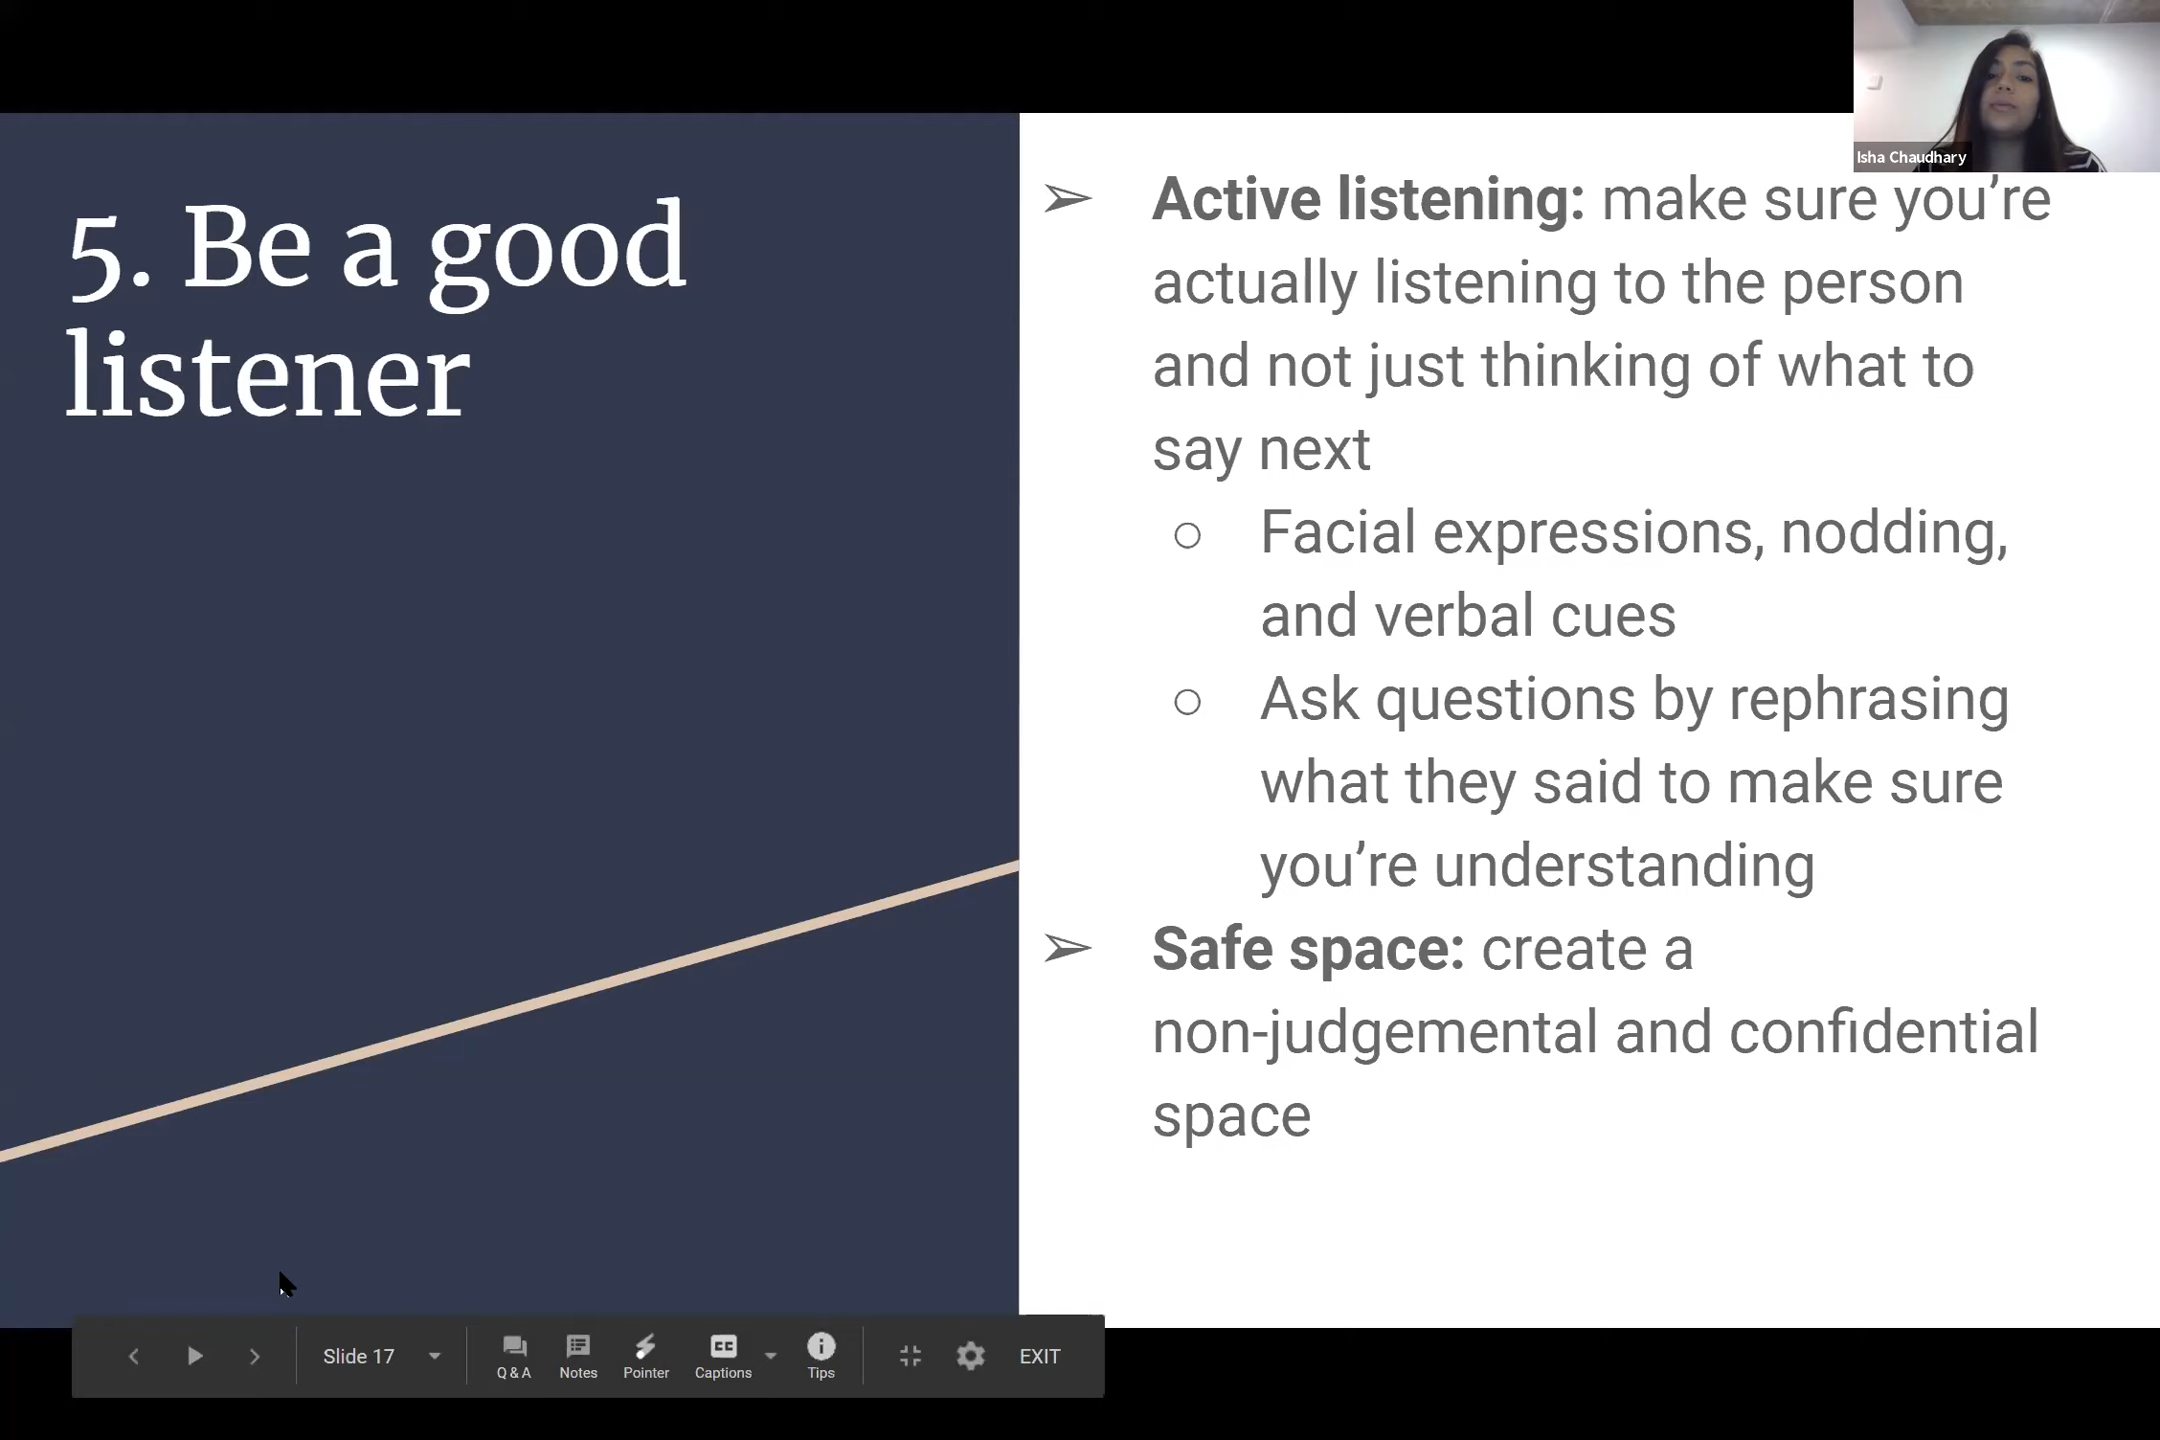 Isha Chaudhary
5. Be a good
listener
➢ Active listening: make sure you’re
actually listening to the person
and not just thinking of what to
say next
○ Facial expressions, nodding,
and verbal cues
○ Ask questions by rephrasing
what they said to make sure
you’re understanding
➢ Safe space: create a
non-judgemental and confidential
space
Slide 17
Q & A
Notes
Pointer
CC
Captions
Tips
EXIT